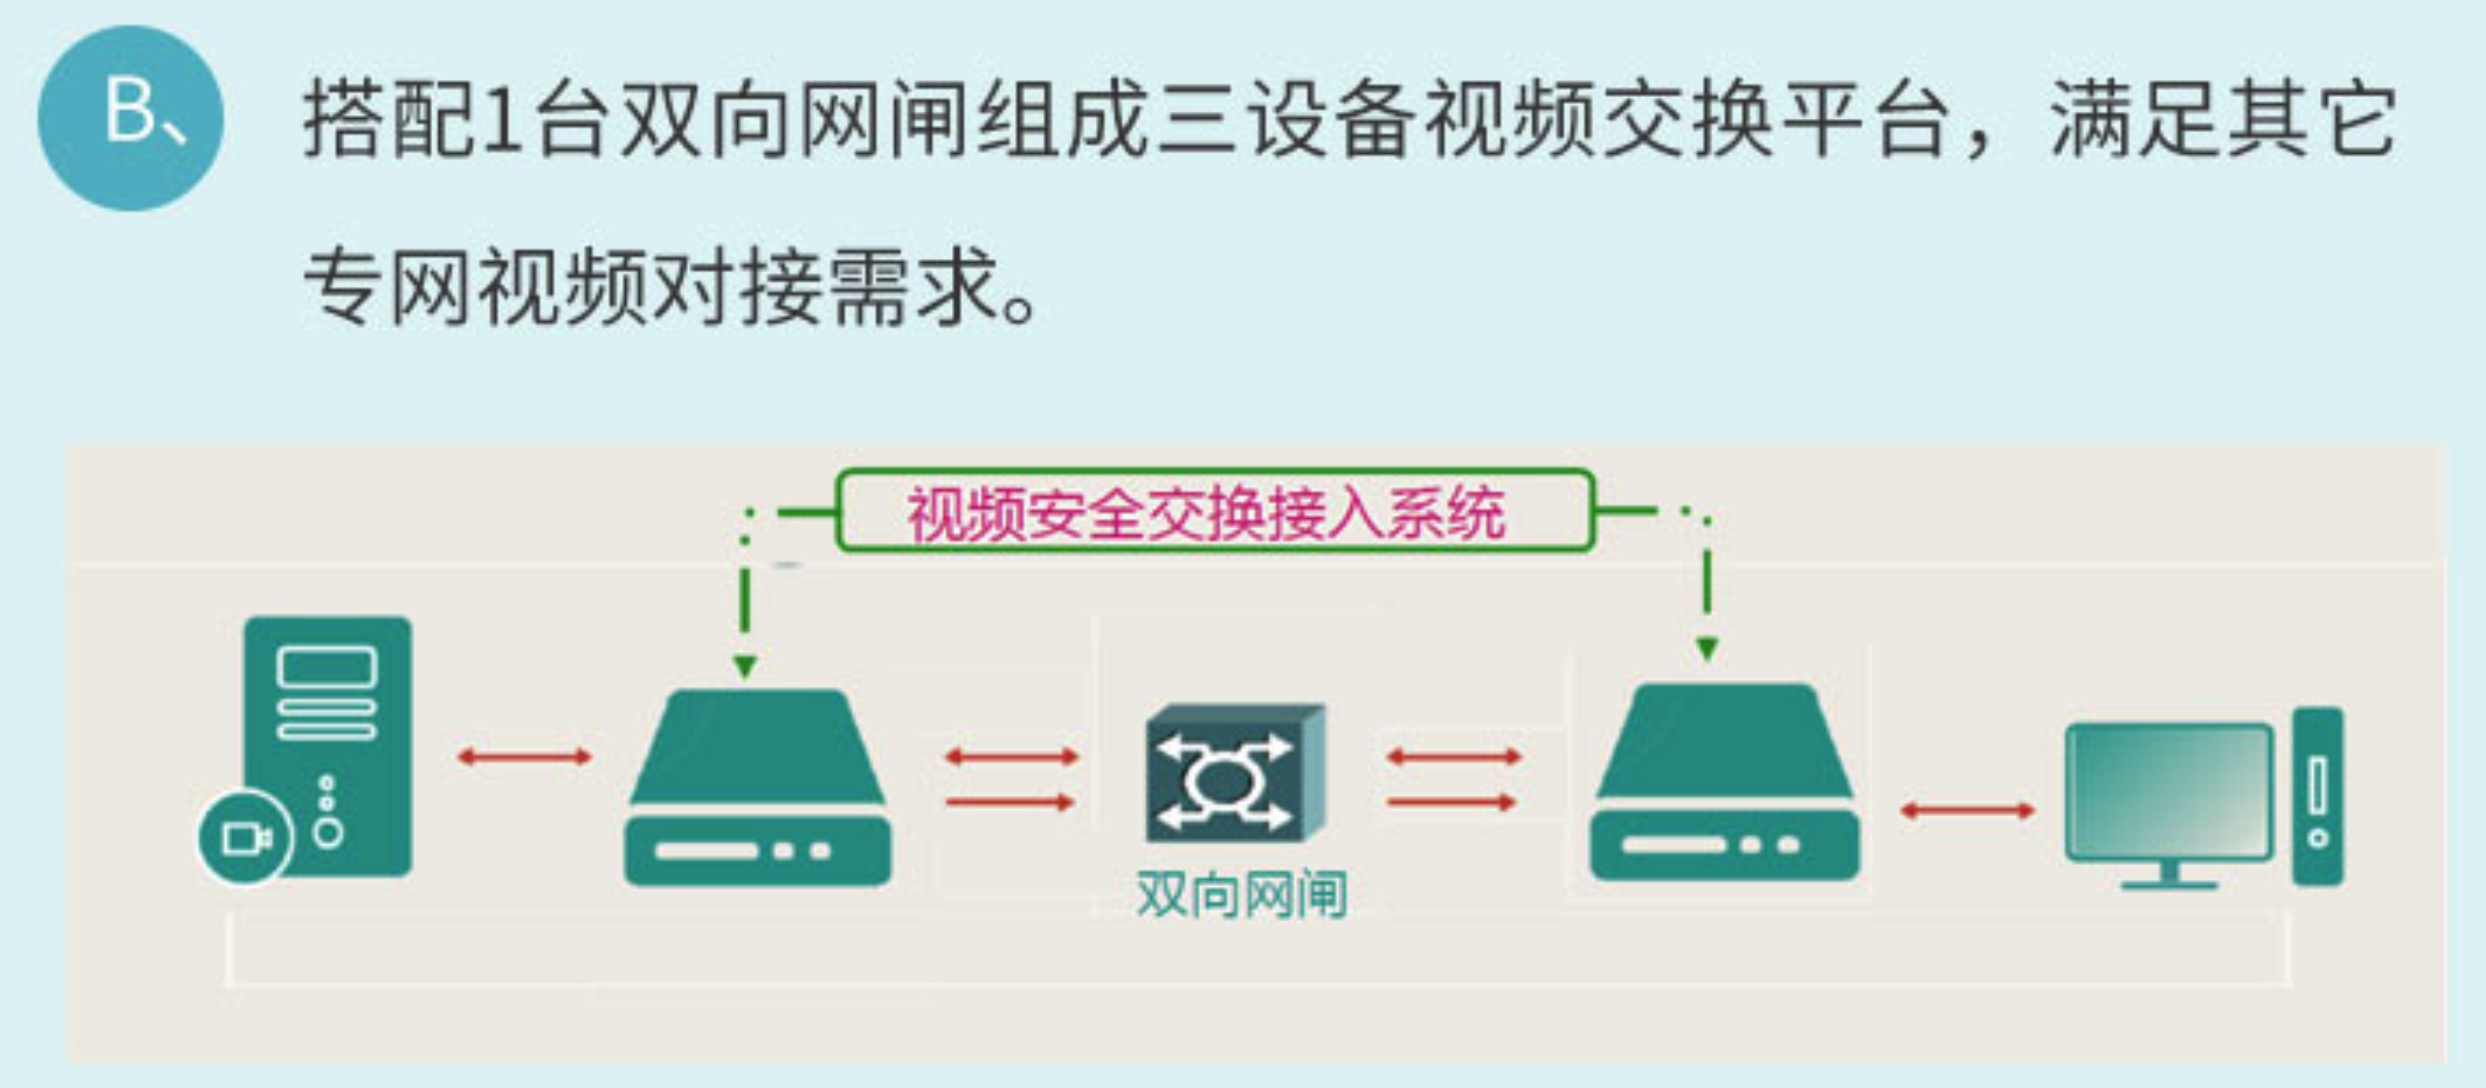 B、
搭配1台双向网闸组成三设备视频交换平台，满足其它
专网视频对接需求。
视频安全交换接入系统
双向网闸